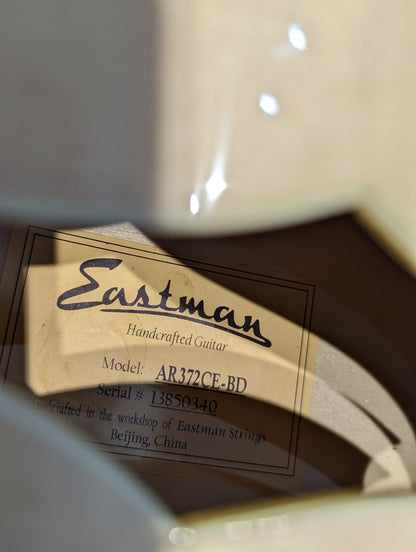 Eastman
Handcrafted Guitar
Model: AR372CE-BD
Serial # 13850340
Handcrafted in the workshop of Eastman Strings
Beijing, China